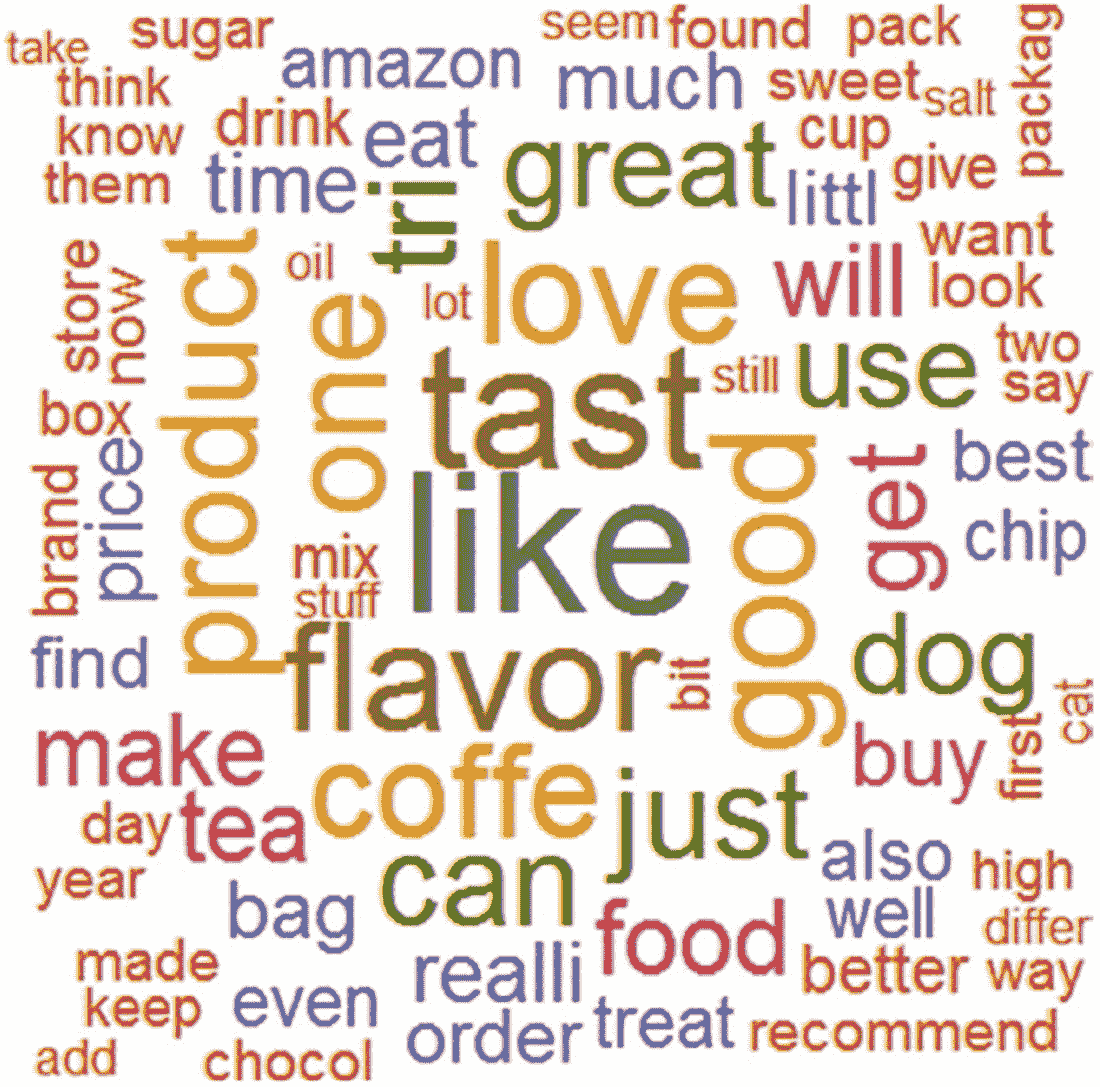 take
sugar
seem
found
pack
packag
think
amazon
much
sweet
salt
know
drink
eat
great
cup
give
them
time
tri
littl
want
store
now
product
oil
lot
love
will
look
one
tast
still
use
two
say
box
brand
price
like
good
get
best
chip
mix
stuff
find
flavor
bit
dog
cat
first
make
coffe
just
buy
day
tea
can
also
high
year
bag
food
well
differ
made
realli
better
way
keep
even
order
treat
recommend
add
chocol